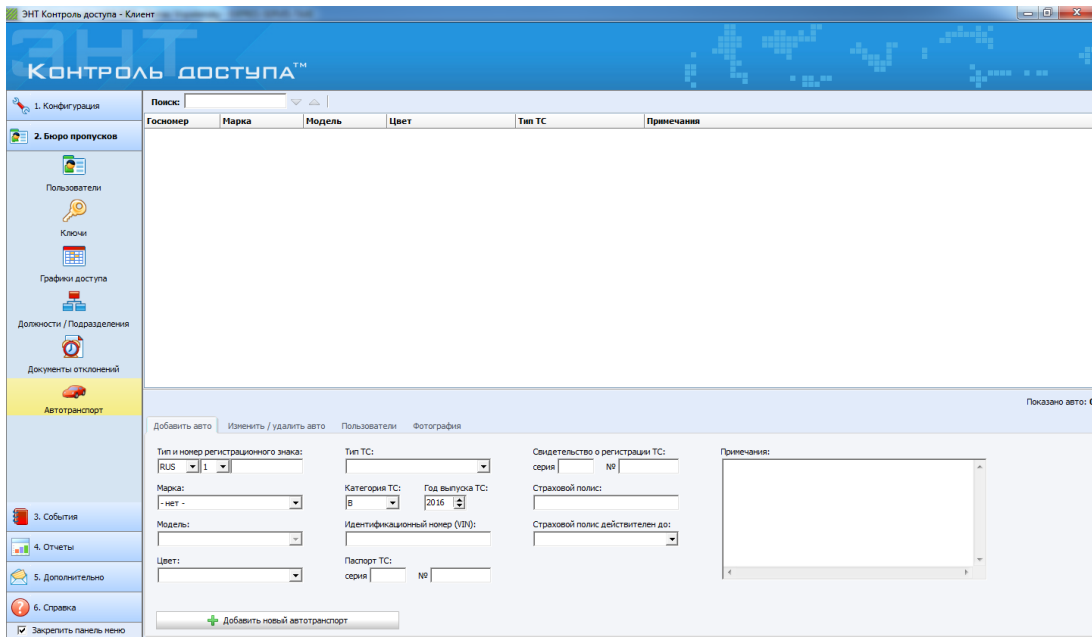 ЭНТ Контроль доступа - Клиент
ЭНТ
КОНТРОЛЬ ДОСТУПА™
1. Конфигурация
2. Бюро пропусков
Пользователи
Ключи
Графики доступа
Должности / Подразделения
Документы отклонений
Автотранспорт
3. События
4. Отчеты
5. Дополнительно
6. Справка
Закрепить панель меню
Поиск:
Госномер Марка Модель Цвет Тип ТС Примечания
Показано авто: 0
Добавить авто Изменить / удалить авто Пользователи Фотография
Тип и номер регистрационного знака: Тип ТС: Свидетельство о регистрации ТС: Примечания:
RUS 1 серия №
Марка: Категория ТС: Год выпуска ТС: Страховой полис:
- нет - B 2016
Модель: Идентификационный номер (VIN): Страховой полис действителен до:
Цвет: Паспорт ТС:
серия №
Добавить новый автотранспорт